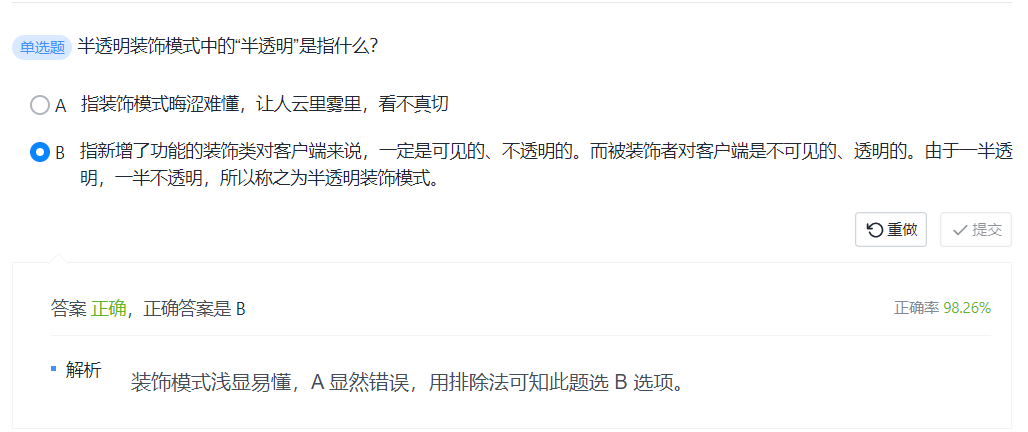 单选题 半透明装饰模式中的“半透明”是指什么?
A 指装饰模式晦涩难懂，让人云里雾里，看不真切
B 指新增了功能的装饰类对客户端来说，一定是可见的、不透明的。而被装饰者对客户端是不可见的、透明的。由于一半透
明，一半不透明，所以称之为半透明装饰模式。
重做 提交
答案 正确，正确答案是 B 正确率 98.26%
解析 装饰模式浅显易懂，A 显然错误，用排除法可知此题选 B 选项。